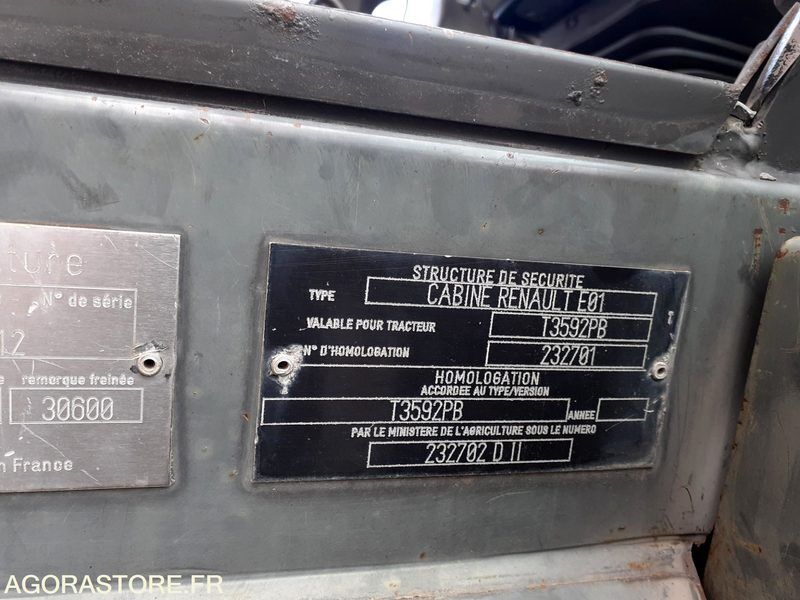 ture
N° de série
12
remorque freinée
30600
n France
STRUCTURE DE SECURITE
TYPE CABINE RENAULT E01
VALABLE POUR TRACTEUR T3592PB
N° D'HOMOLOGATION 232701
HOMOLOGATION
ACCORDEE AU TYPE/VERSION
T3592PB ANNEE
PAR LE MINISTERE DE L'AGRICULTURE SOUS LE NUMERO
232702 D II
AGORASTORE.FR